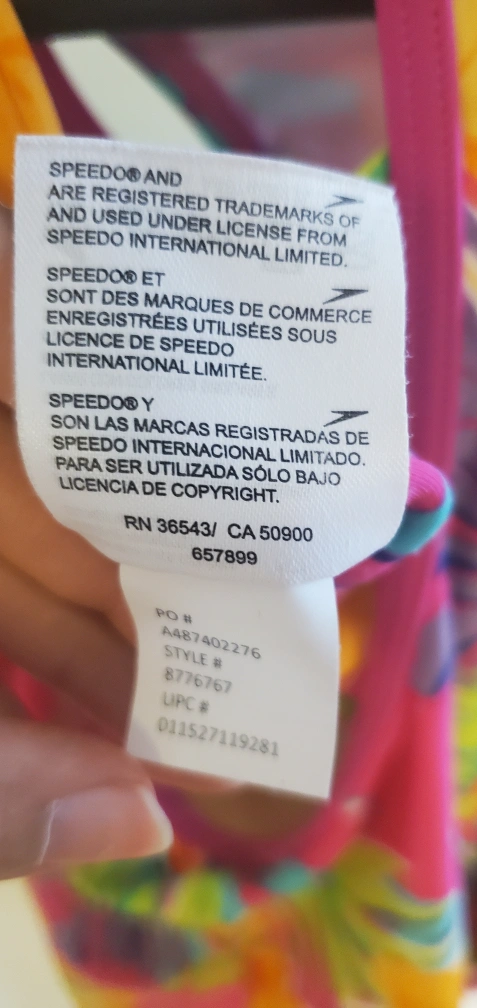 SPEEDO® AND
ARE REGISTERED TRADEMARKS OF
AND USED UNDER LICENSE FROM
SPEEDO INTERNATIONAL LIMITED.
SPEEDO® ET
SONT DES MARQUES DE COMMERCE
ENREGISTRÉES UTILISÉES SOUS
LICENCE DE SPEEDO
INTERNATIONAL LIMITÉE.
SPEEDO® Y
SON LAS MARCAS REGISTRADAS DE
SPEEDO INTERNACIONAL LIMITADO.
PARA SER UTILIZADA SÓLO BAJO
LICENCIA DE COPYRIGHT.
RN 36543/ CA 50900
657899
PO #
A487402276
STYLE #
8776767
UPC #
011527119281